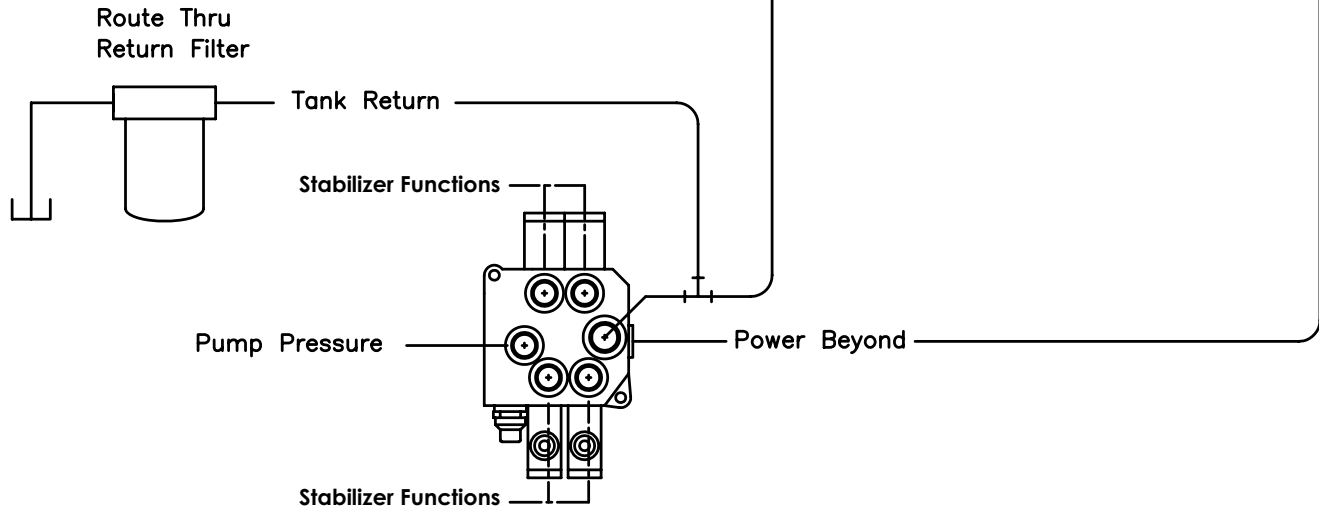 Route Thru
Return Filter
Tank Return
Stabilizer Functions
Pump Pressure
Power Beyond
Stabilizer Functions